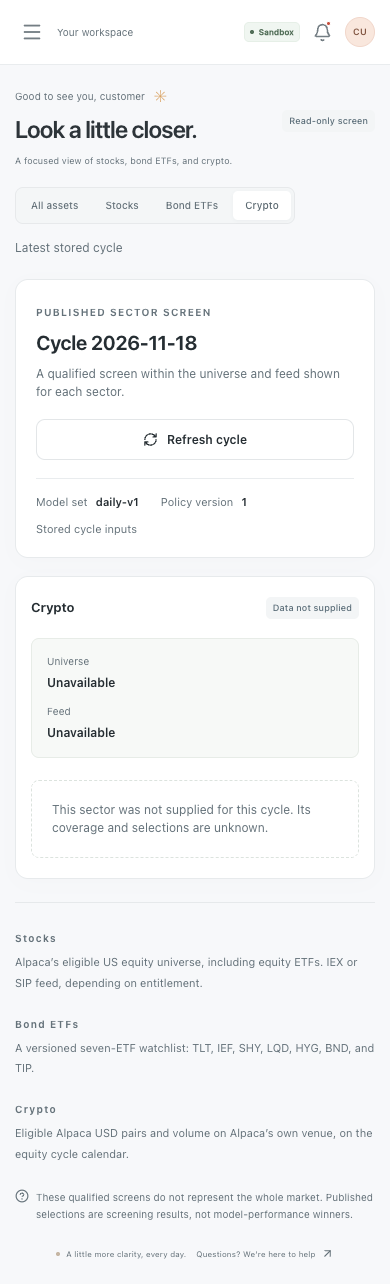 Your workspace
Sandbox
CU
Good to see you, customer
Look a little closer.
Read-only screen
A focused view of stocks, bond ETFs, and crypto.
All assets
Stocks
Bond ETFs
Crypto
Latest stored cycle
PUBLISHED SECTOR SCREEN
Cycle 2026-11-18
A qualified screen within the universe and feed shown
for each sector.
Refresh cycle
Model set daily-v1 Policy version 1
Stored cycle inputs
Crypto
Data not supplied
Universe
Unavailable
Feed
Unavailable
This sector was not supplied for this cycle. Its
coverage and selections are unknown.
Stocks
Alpaca's eligible US equity universe, including equity ETFs. IEX or
SIP feed, depending on entitlement.
Bond ETFs
A versioned seven-ETF watchlist: TLT, IEF, SHY, LQD, HYG, BND, and
TIP.
Crypto
Eligible Alpaca USD pairs and volume on Alpaca's own venue, on the
equity cycle calendar.
These qualified screens do not represent the whole market. Published
selections are screening results, not model-performance winners.
A little more clarity, every day. Questions? We're here to help